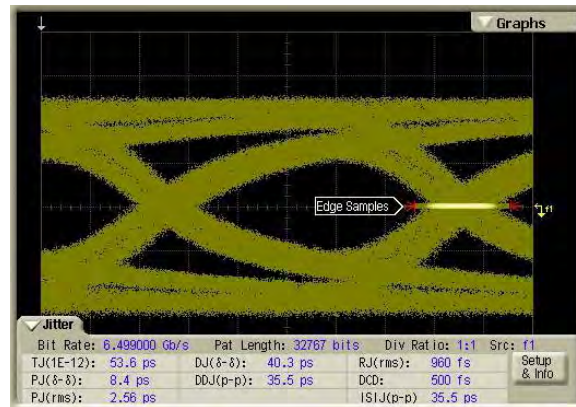 Graphs
Edge Samples
f1
Jitter
Bit Rate: 6.499000 Gb/s Pat Length: 32767 bits Div Ratio: 1:1 Src: f1
TJ(1E-12): 53.6 ps DJ(δ-δ): 40.3 ps RJ(rms): 960 fs
PJ(δ-δ): 8.4 ps DDJ(p-p): 35.5 ps DCD: 500 fs
PJ(rms): 2.56 ps ISIJ(p-p) 35.5 ps
Setup
& Info